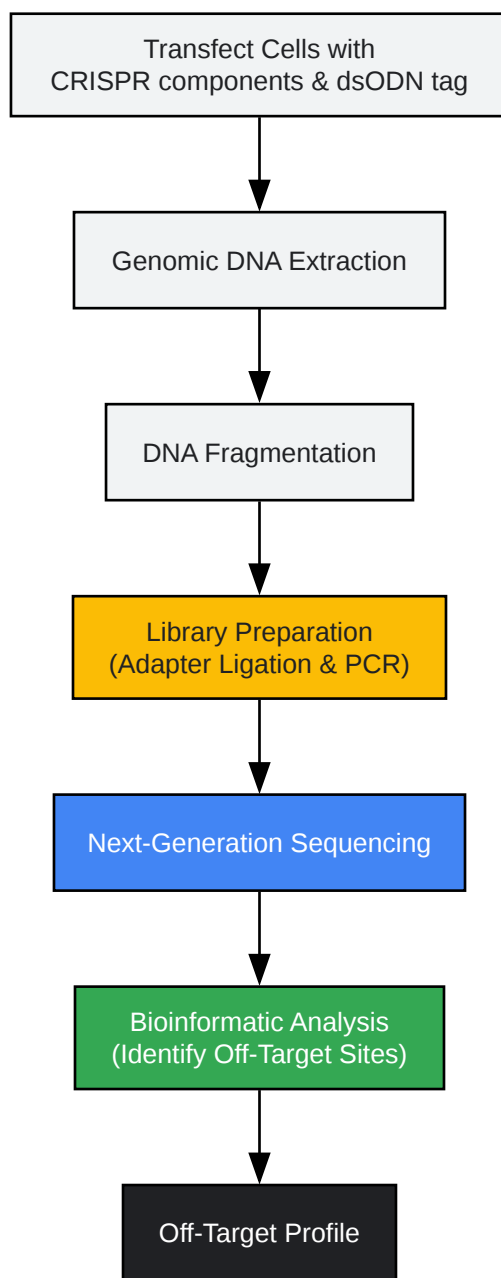 Transfect Cells with
CRISPR components & dsODN tag
Genomic DNA Extraction
DNA Fragmentation
Library Preparation
(Adapter Ligation & PCR)
Next-Generation Sequencing
Bioinformatic Analysis
(Identify Off-Target Sites)
Off-Target Profile